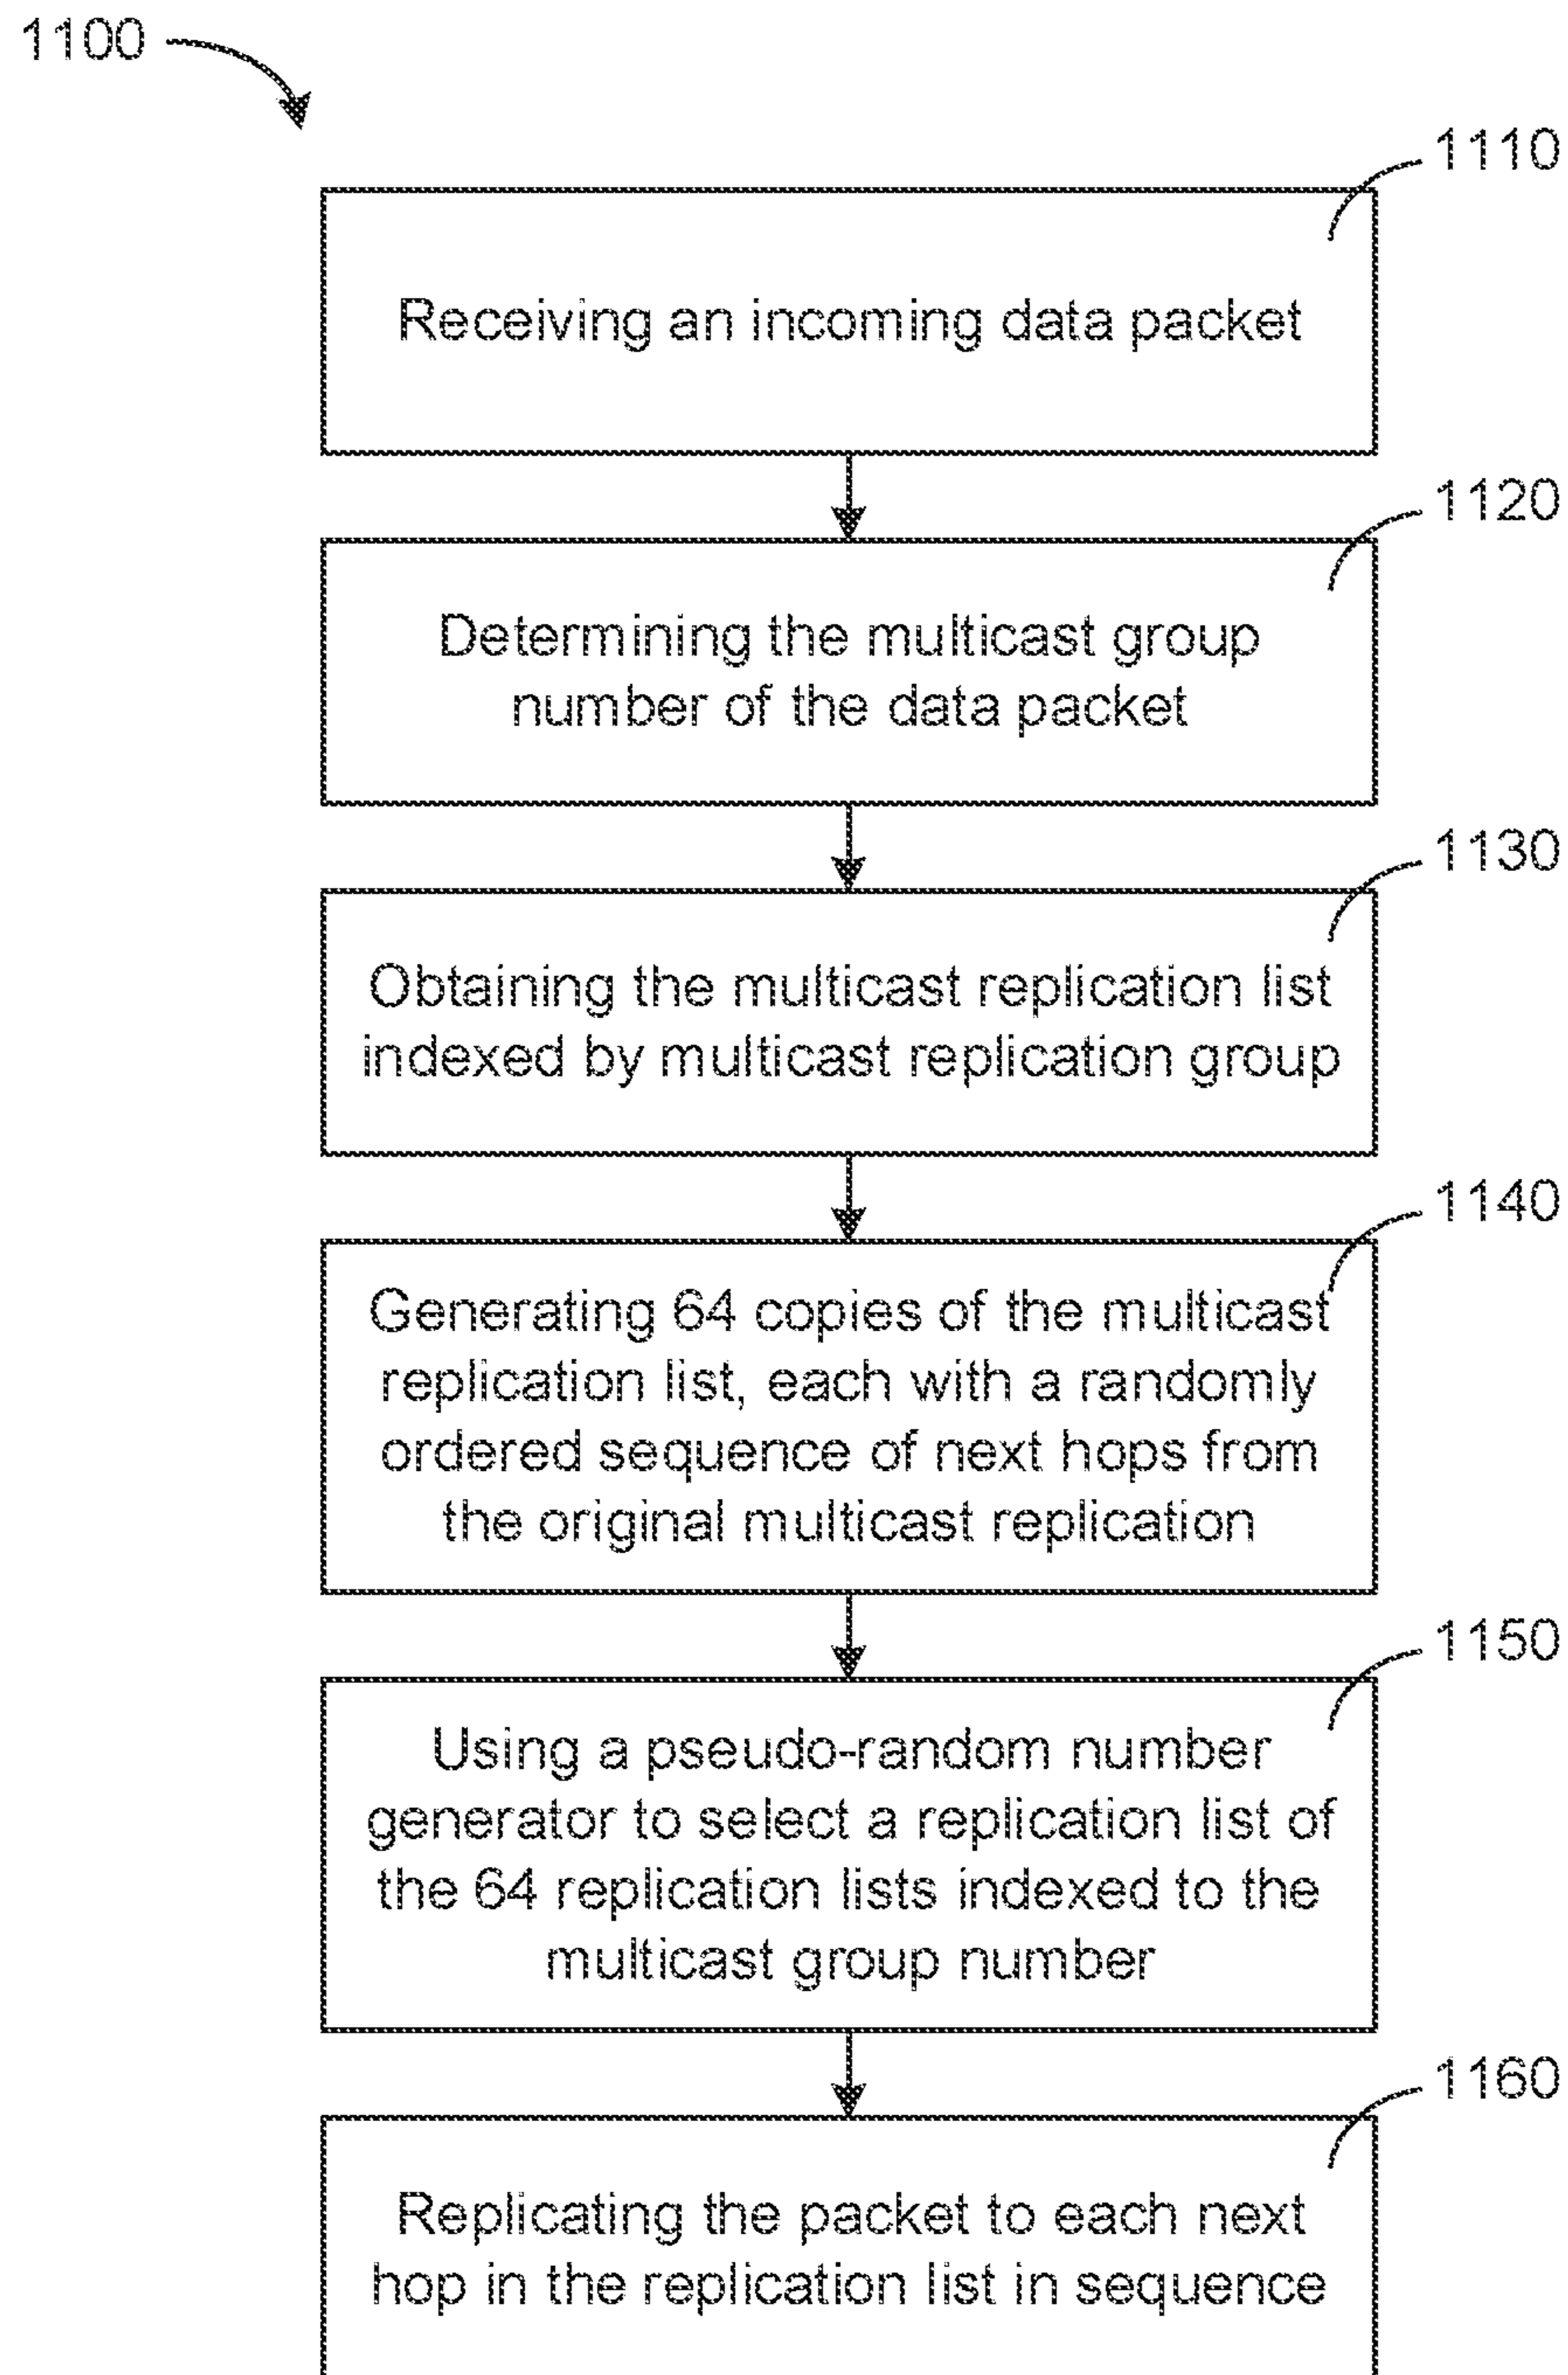 1100
1110
Receiving an incoming data packet
1120
Determining the multicast group
number of the data packet
1130
Obtaining the multicast replication list
indexed by multicast replication group
1140
Generating 64 copies of the multicast
replication list, each with a randomly
ordered sequence of next hops from
the original multicast replication
1150
Using a pseudo-random number
generator to select a replication list of
the 64 replication lists indexed to the
multicast group number
1160
Replicating the packet to each next
hop in the replication list in sequence